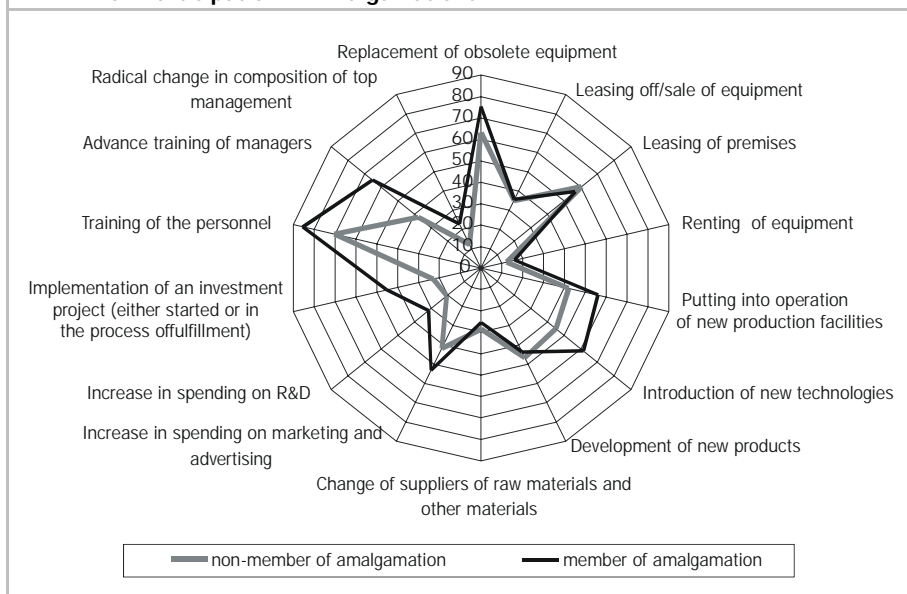 Replacement of obsolete equipment
Radical change in composition of top
management
Leasing off/sale of equipment
Advance training of managers
Leasing of premises
Training of the personnel
Renting of equipment
Implementation of an investment
project (either started or in
the process offulfillment)
Putting into operation
of new production facilities
Increase in spending on R&D
Introduction of new technologies
Increase in spending on marketing and
advertising
Development of new products
Change of suppliers of raw materials and
other materials
90
80
70
60
50
40
30
20
10
0
non-member of amalgamation
member of amalgamation